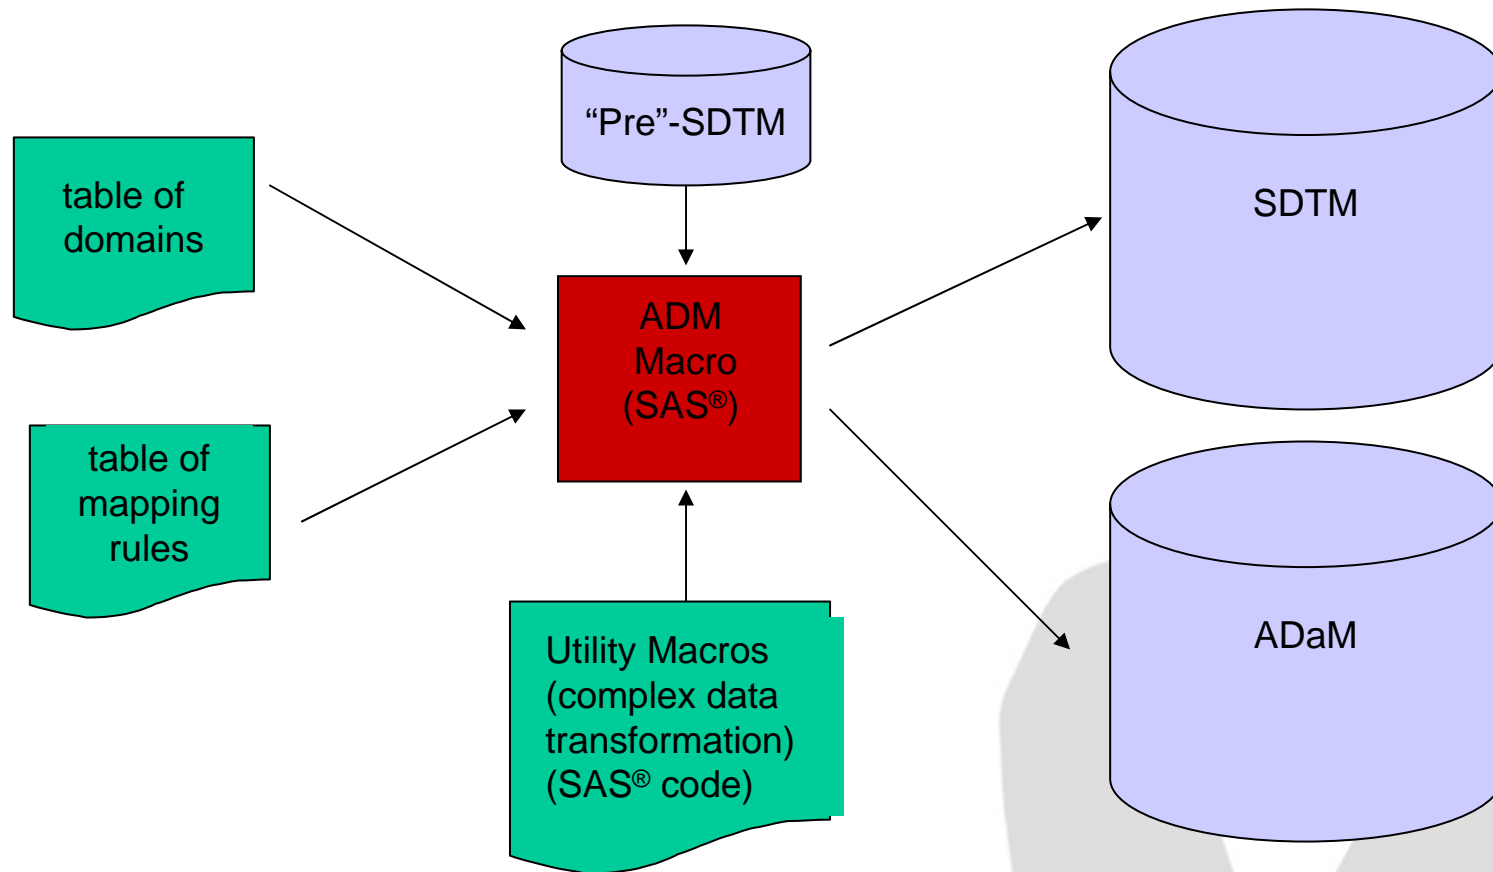 “Pre”-SDTM
table of
domains
SDTM
ADM
Macro
(SAS®)
table of
mapping
rules
Utility Macros
(complex data
transformation)
(SAS® code)
ADaM